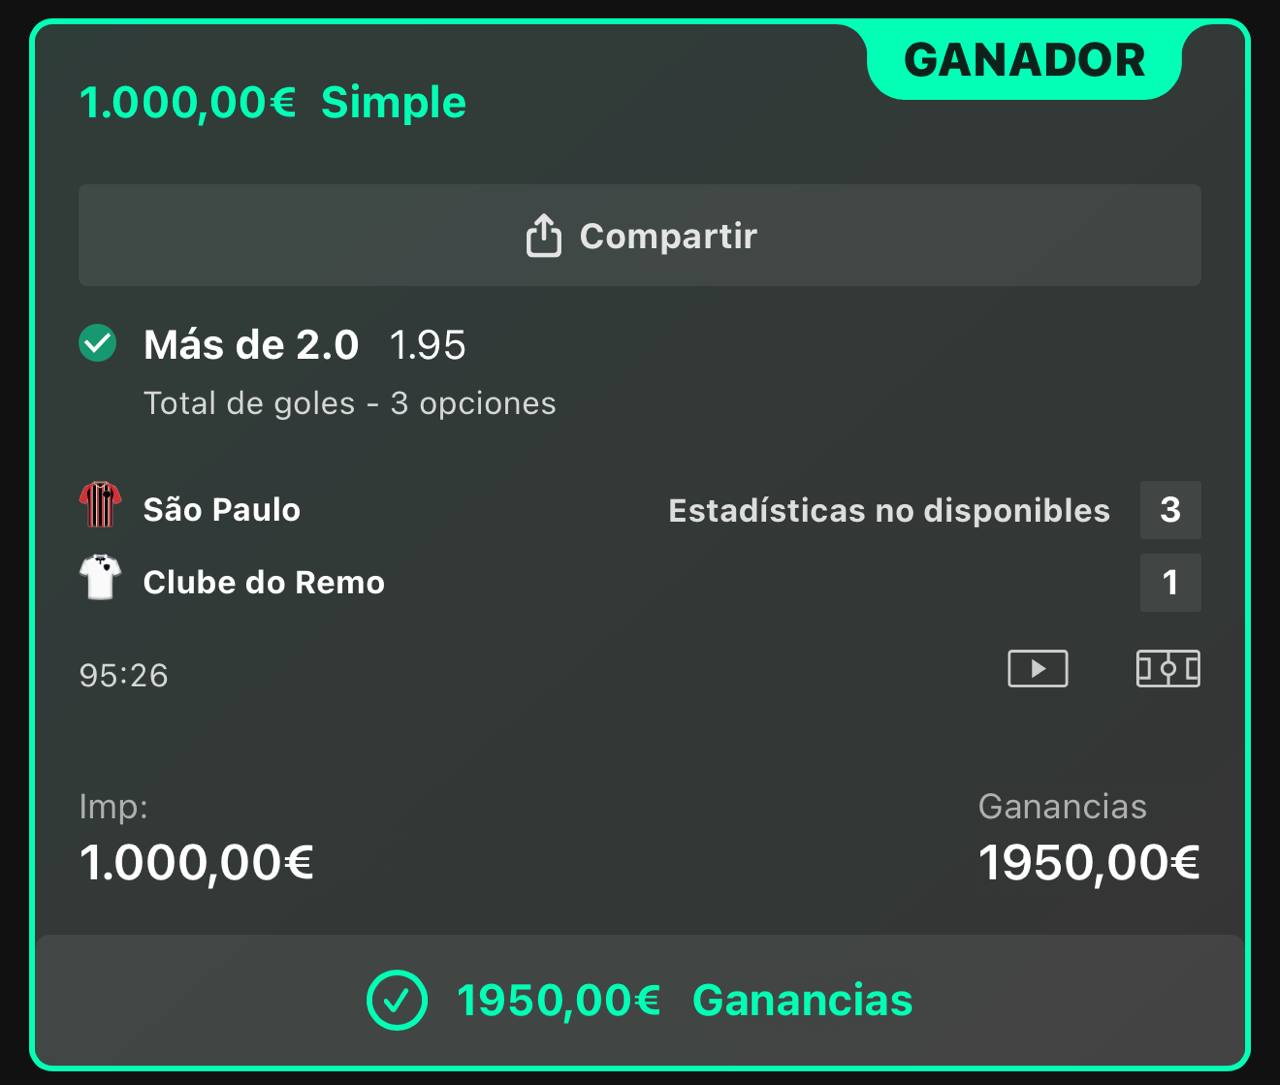 GANADOR
1.000,00€ Simple
Compartir
Más de 2.0 1.95
Total de goles - 3 opciones
São Paulo Estadísticas no disponibles 3
Clube do Remo 1
95:26
Imp: Ganancias
1.000,00€ 1950,00€
1950,00€ Ganancias